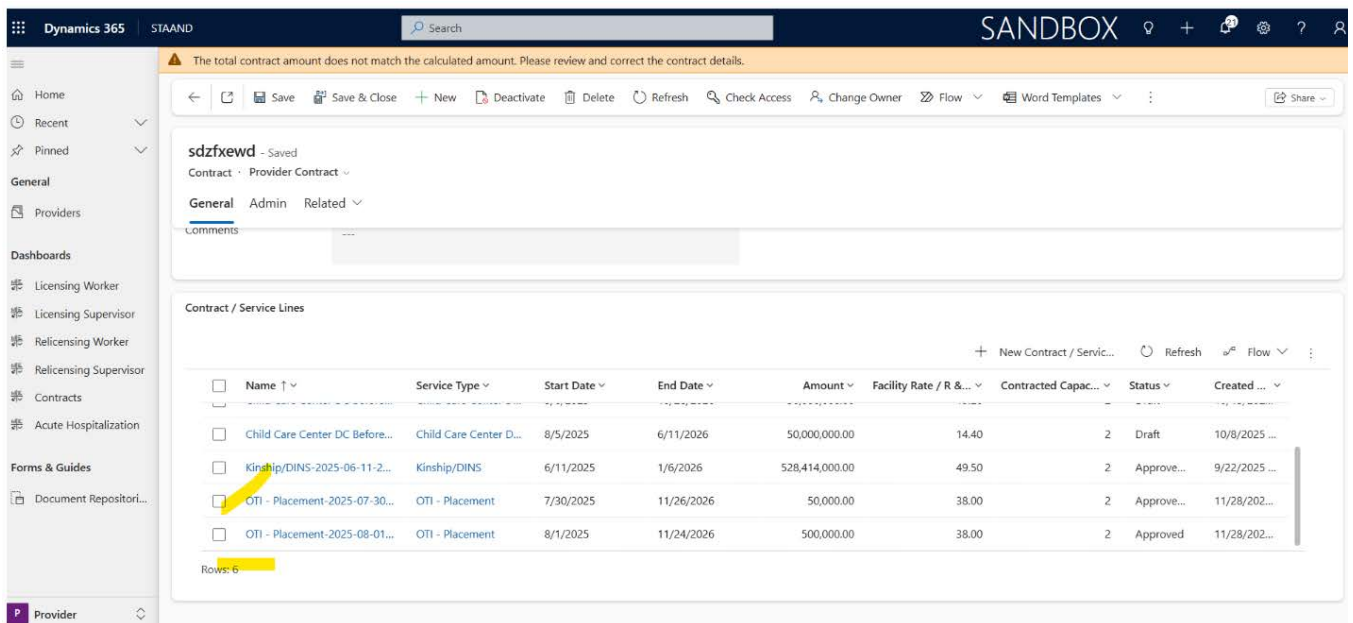 Dynamics 365 STAAND Search SANDBOX 21
The total contract amount does not match the calculated amount. Please review and correct the contract details.
Home
Recent
Pinned
General
Providers
Dashboards
Licensing Worker
Licensing Supervisor
Relicensing Worker
Relicensing Supervisor
Contracts
Acute Hospitalization
Forms & Guides
Document Repositori...
P Provider
Save Save & Close New Deactivate Delete Refresh Check Access Change Owner Flow Word Templates Share
sdzfxewd - Saved
Contract · Provider Contract
General Admin Related
Comments ---
Contract / Service Lines
New Contract / Servic... Refresh Flow
Name Service Type Start Date End Date Amount Facility Rate / R &... Contracted Capac... Status Created ...
Child Care Center DC Before... Child Care Center D... 8/5/2025 6/11/2026 50,000,000.00 14.40 2 Draft 10/8/2025 ...
Kinship/DINS-2025-06-11-2... Kinship/DINS 6/11/2025 1/6/2026 528,414,000.00 49.50 2 Approve... 9/22/2025 ...
OTI - Placement-2025-07-30... OTI - Placement 7/30/2025 11/26/2026 50,000.00 38.00 2 Approve... 11/28/202...
OTI - Placement-2025-08-01... OTI - Placement 8/1/2025 11/24/2026 500,000.00 38.00 2 Approved 11/28/202...
Rows: 6